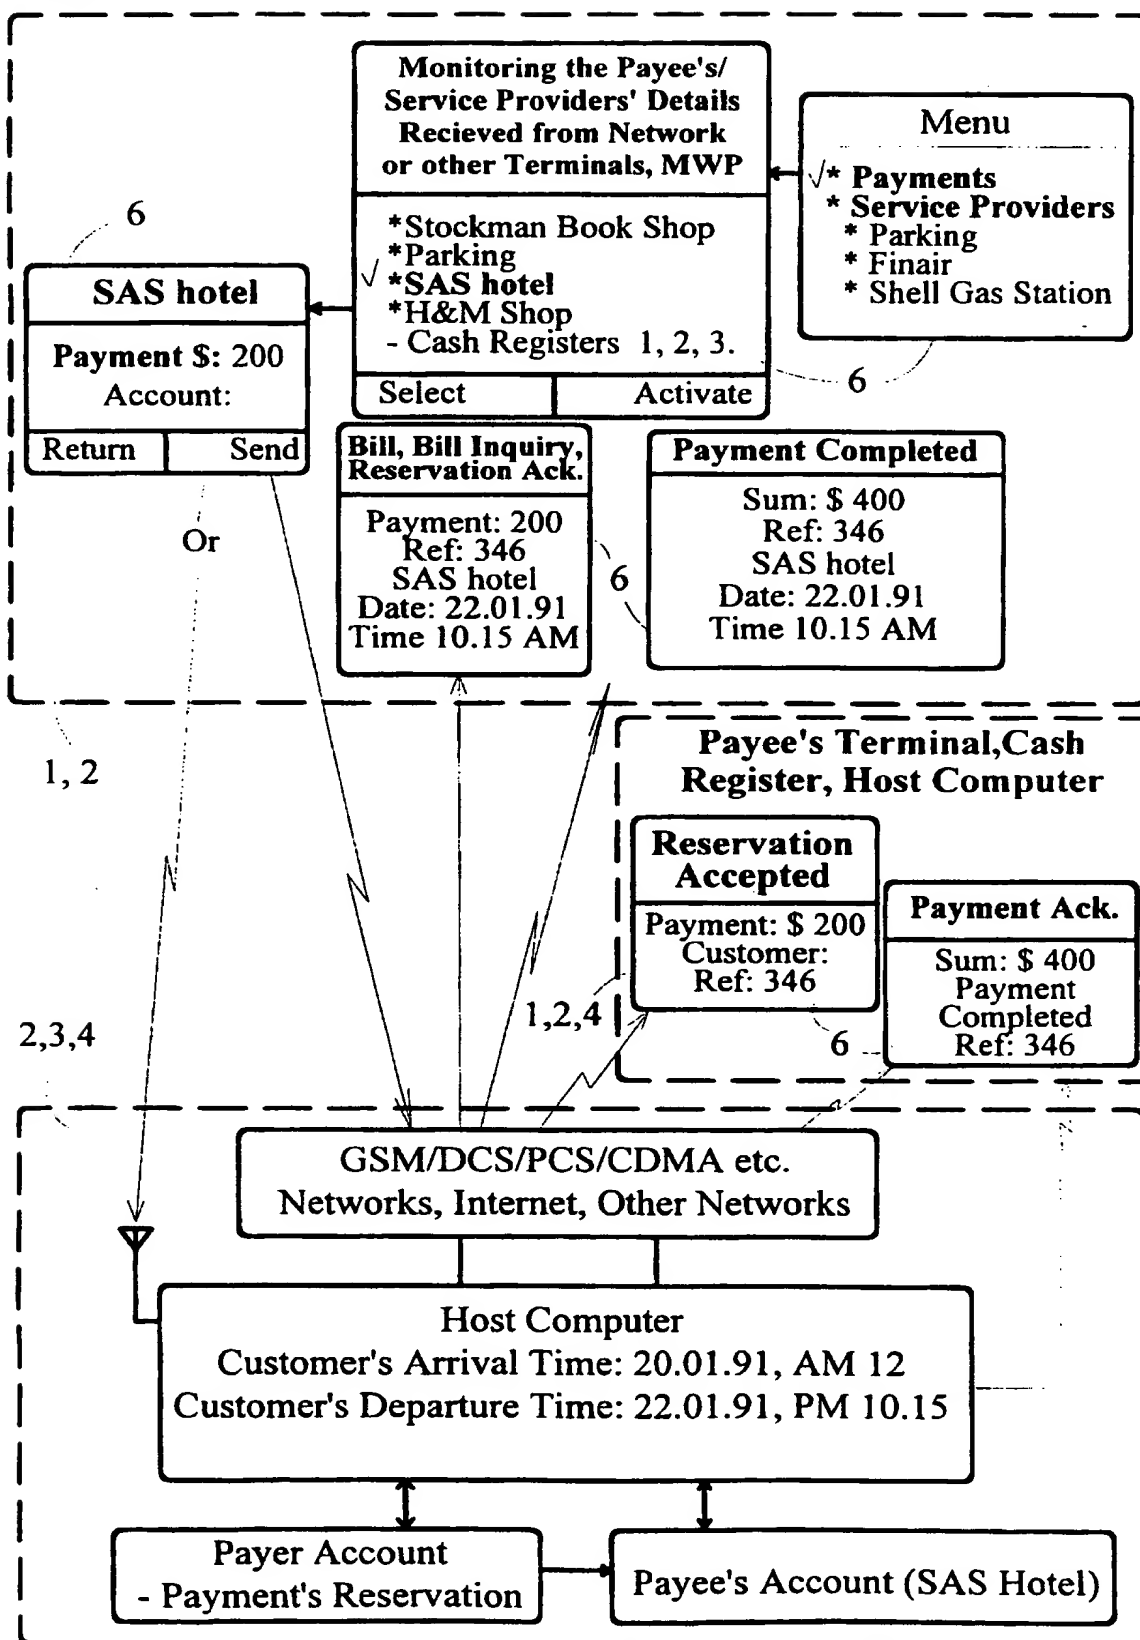 Monitoring the Payee's/
Service Providers' Details
Recieved from Network
or other Terminals, MWP
*Stockman Book Shop
*Parking
√ *SAS hotel
*H&M Shop
- Cash Registers 1, 2, 3.
Select Activate
Menu
√* Payments
* Service Providers
* Parking
* Finair
* Shell Gas Station
6
6
SAS hotel
Payment $: 200
Account:
Return Send
Or
Bill, Bill Inquiry,
Reservation Ack.
Payment: 200
Ref: 346
SAS hotel
Date: 22.01.91
Time 10.15 AM
6
Payment Completed
Sum: $ 400
Ref: 346
SAS hotel
Date: 22.01.91
Time 10.15 AM
1, 2
Payee's Terminal,Cash
Register, Host Computer
Reservation
Accepted
Payment: $ 200
Customer:
Ref: 346
Payment Ack.
Sum: $ 400
Payment
Completed
Ref: 346
1,2,4
6
2,3,4
GSM/DCS/PCS/CDMA etc.
Networks, Internet, Other Networks
Host Computer
Customer's Arrival Time: 20.01.91, AM 12
Customer's Departure Time: 22.01.91, PM 10.15
Payer Account
- Payment's Reservation
Payee's Account (SAS Hotel)